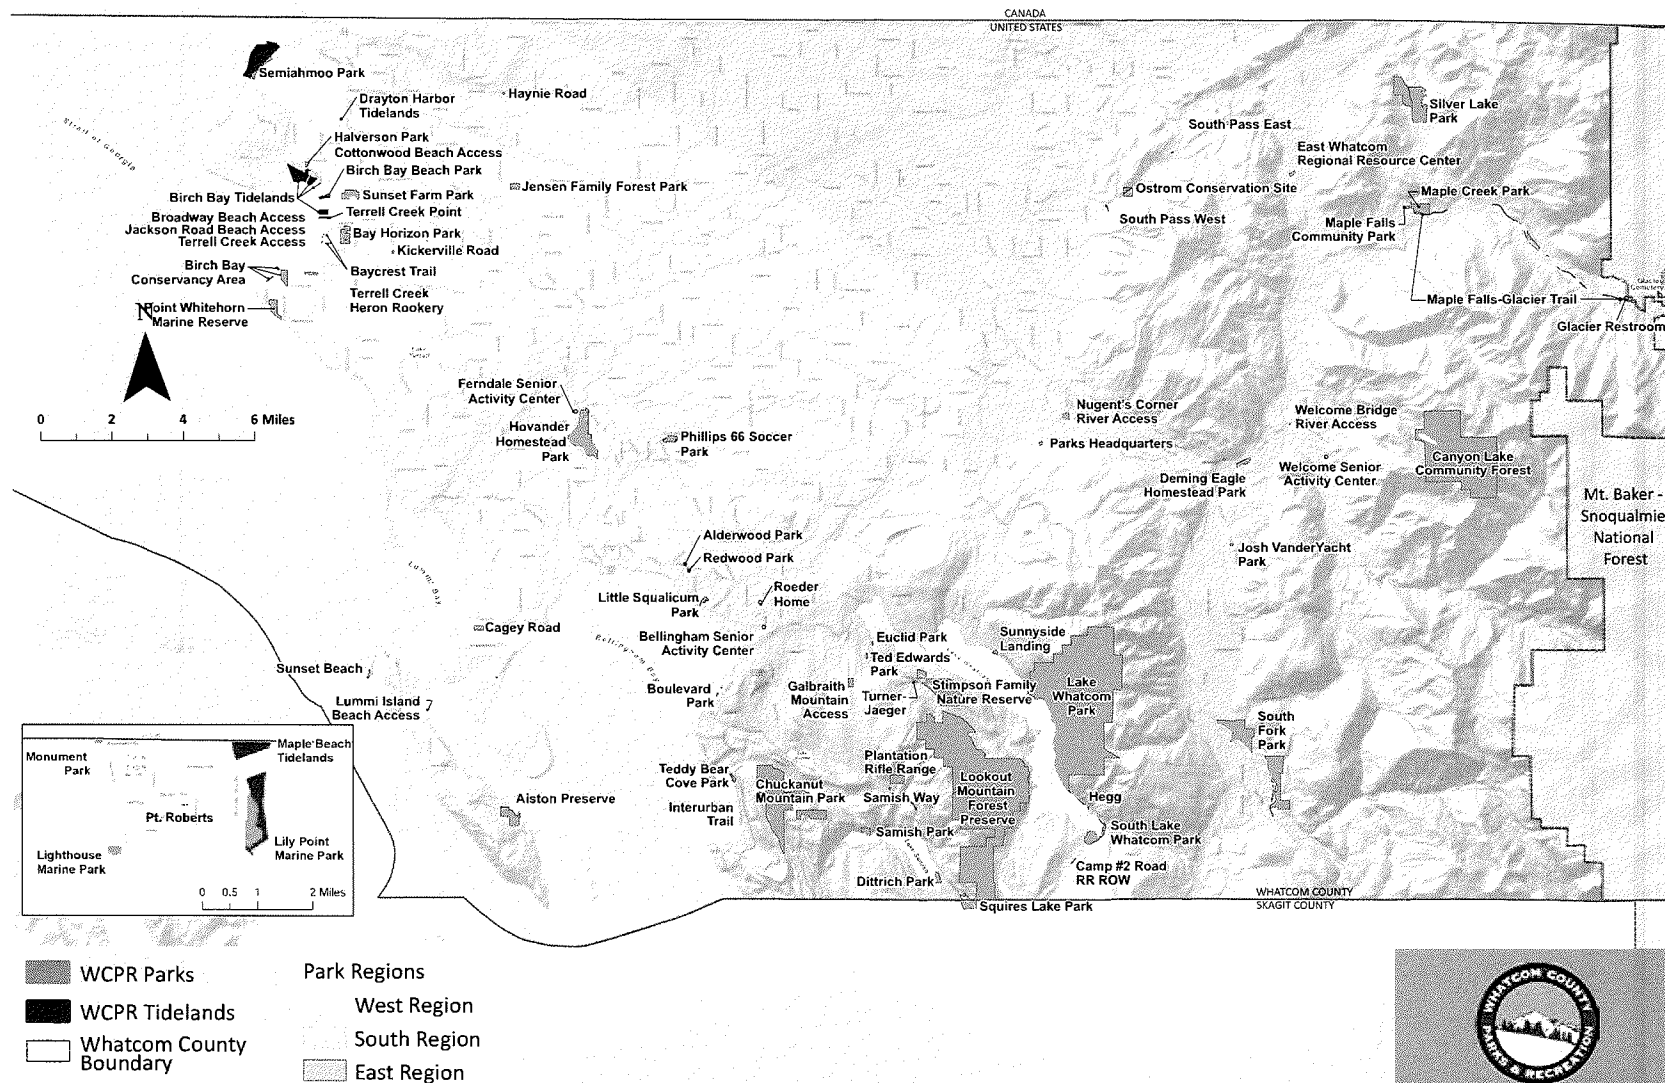 CANADA
UNITED STATES
Semiahmoo Park
Drayton Harbor
Tidelands
Haynie Road
Silver Lake
Park
South Pass East
Strait of Georgia
Halverson Park
Cottonwood Beach Access
Birch Bay Beach Park
East Whatcom
Regional Resource Center
Birch Bay Tidelands
Sunset Farm Park
Jensen Family Forest Park
Ostrom Conservation Site
Maple Creek Park
Broadway Beach Access
Jackson Road Beach Access
Terrell Creek Access
Terrell Creek Point
South Pass West
Maple Falls
Community Park
Bay Horizon Park
Kickerville Road
Birch Bay
Conservancy Area
Baycrest Trail
Terrell Creek
Heron Rookery
Maple Falls-Glacier Trail
Glacier
Cemetery
Point Whitehorn
Marine Reserve
N
Glacier Restroom
0 2 4 6 Miles
Ferndale Senior
Activity Center
Hovander
Homestead
Park
Phillips 66 Soccer
Park
Nugent's Corner
River Access
Parks Headquarters
Welcome Bridge
River Access
Welcome Senior
Activity Center
Canyon Lake
Community Forest
Deming Eagle
Homestead Park
Mt. Baker -
Snoqualmie
National
Forest
Alderwood Park
Redwood Park
Josh VanderYacht
Park
Lummi Bay
Little Squalicum
Park
Roeder
Home
Cagey Road
Bellingham Bay
Bellingham Senior
Activity Center
Euclid Park
Sunnyside
Landing
Ted Edwards
Park
Sunset Beach
Lummi Island
Beach Access
Boulevard
Park
Galbraith
Mountain
Access
Turner-
Jaeger
Stimpson Family
Nature Reserve
Lake
Whatcom
Park
South
Fork
Park
Monument
Park
Maple Beach
Tidelands
Pt. Roberts
Lily Point
Marine Park
Lighthouse
Marine Park
0 0.5 1 2 Miles
Teddy Bear
Cove Park
Chuckanut
Mountain Park
Interurban
Trail
Aiston Preserve
Plantation
Rifle Range
Lookout
Mountain
Forest
Preserve
Samish Way
Samish Park
Hegg
South Lake
Whatcom Park
Camp #2 Road
RR ROW
Dittrich Park
Squires Lake Park
WHATCOM COUNTY
SKAGIT COUNTY
WCPR Parks
WCPR Tidelands
Whatcom County
Boundary
Park Regions
West Region
South Region
East Region
WHATCOM COUNTY
PARKS & RECREATION